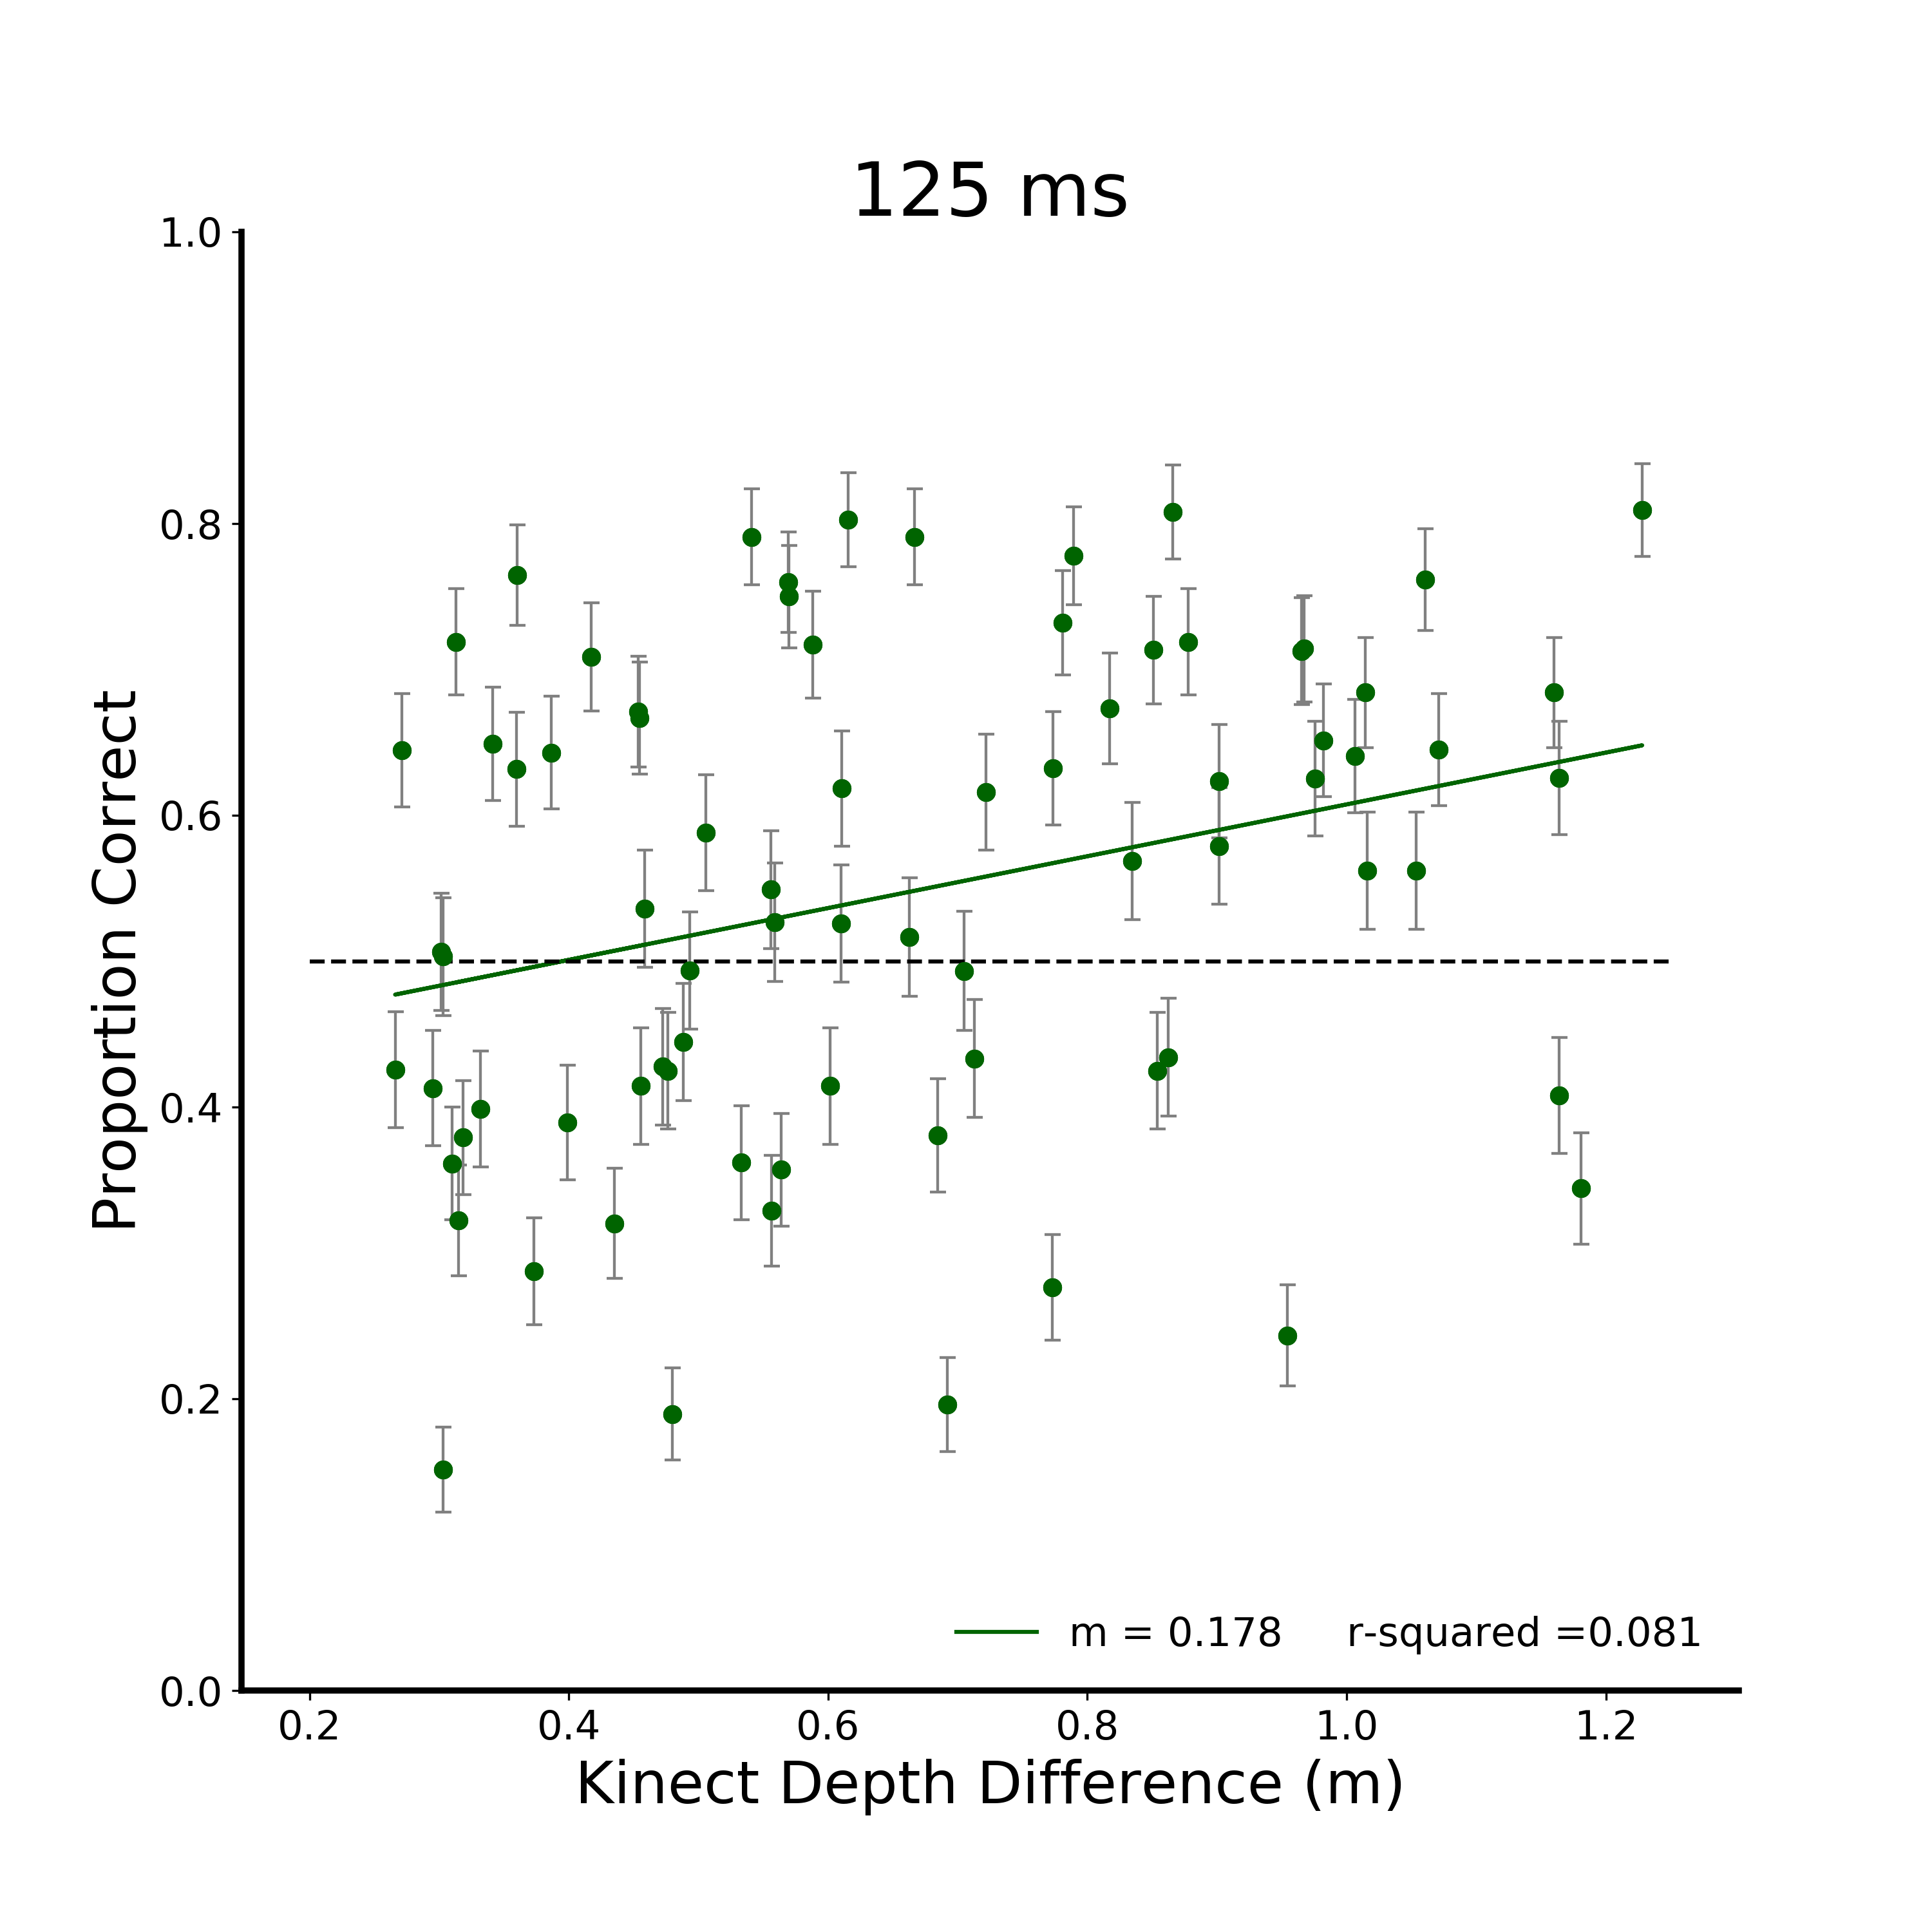 125 ms
1.0
0.8
0.6
0.4
0.2
0.0
Proportion Correct
m = 0.178 r-squared =0.081
0.2 0.4 0.6 0.8 1.0 1.2
Kinect Depth Difference (m)